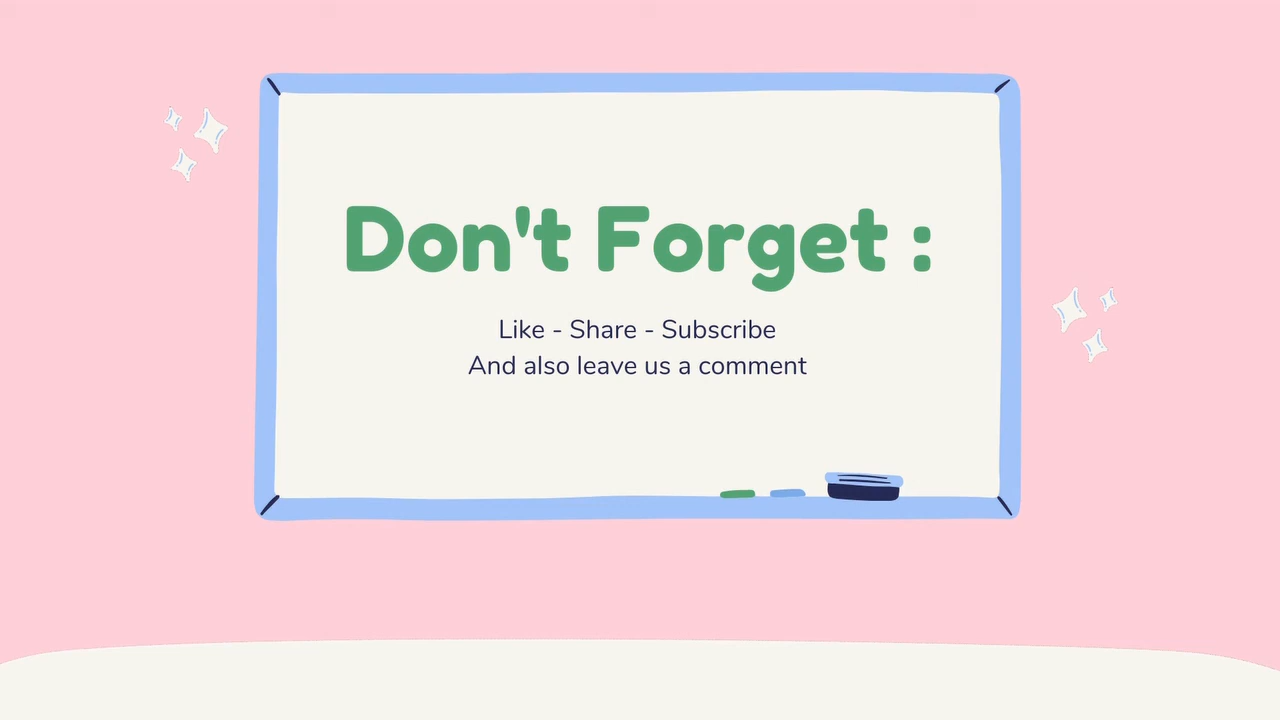 Don't Forget :
Like - Share - Subscribe
And also leave us a comment